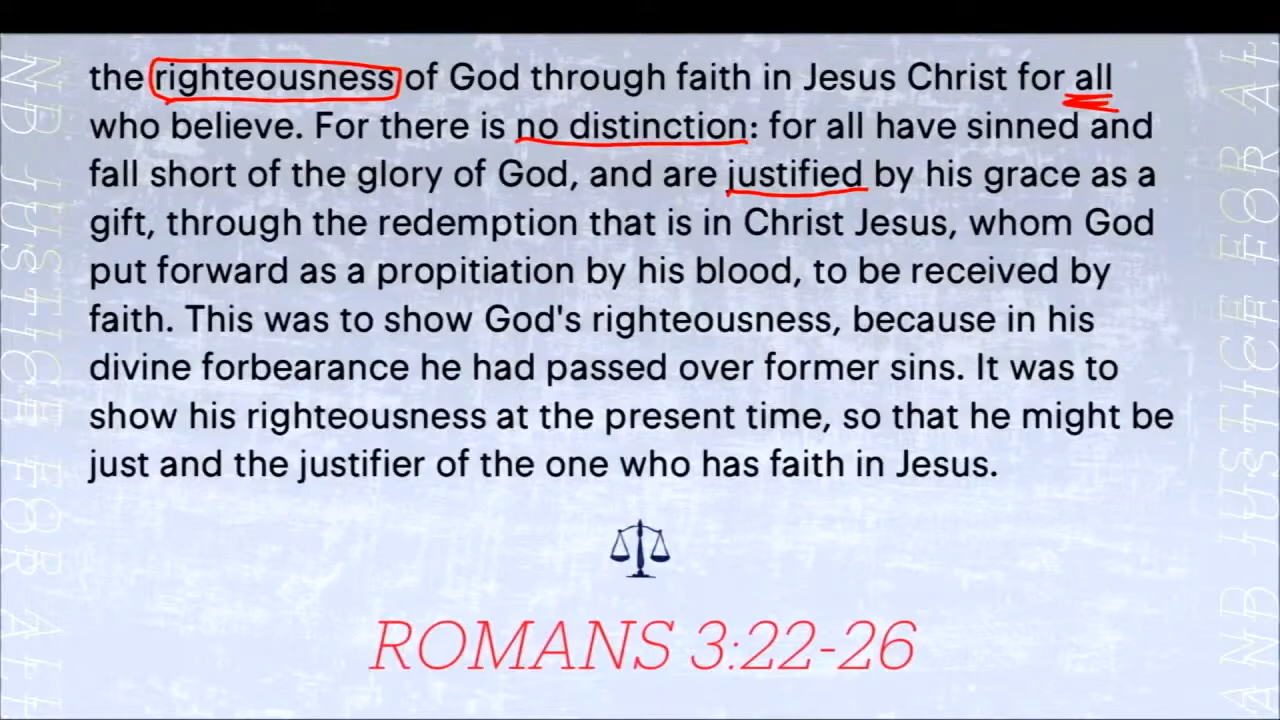 the righteousness of God through faith in Jesus Christ for all
who believe. For there is no distinction: for all have sinned and
fall short of the glory of God, and are justified by his grace as a
gift, through the redemption that is in Christ Jesus, whom God
put forward as a propitiation by his blood, to be received by
faith. This was to show God's righteousness, because in his
divine forbearance he had passed over former sins. It was to
show his righteousness at the present time, so that he might be
just and the justifier of the one who has faith in Jesus.
ROMANS 3:22-26
AND JUSTICE FOR AL